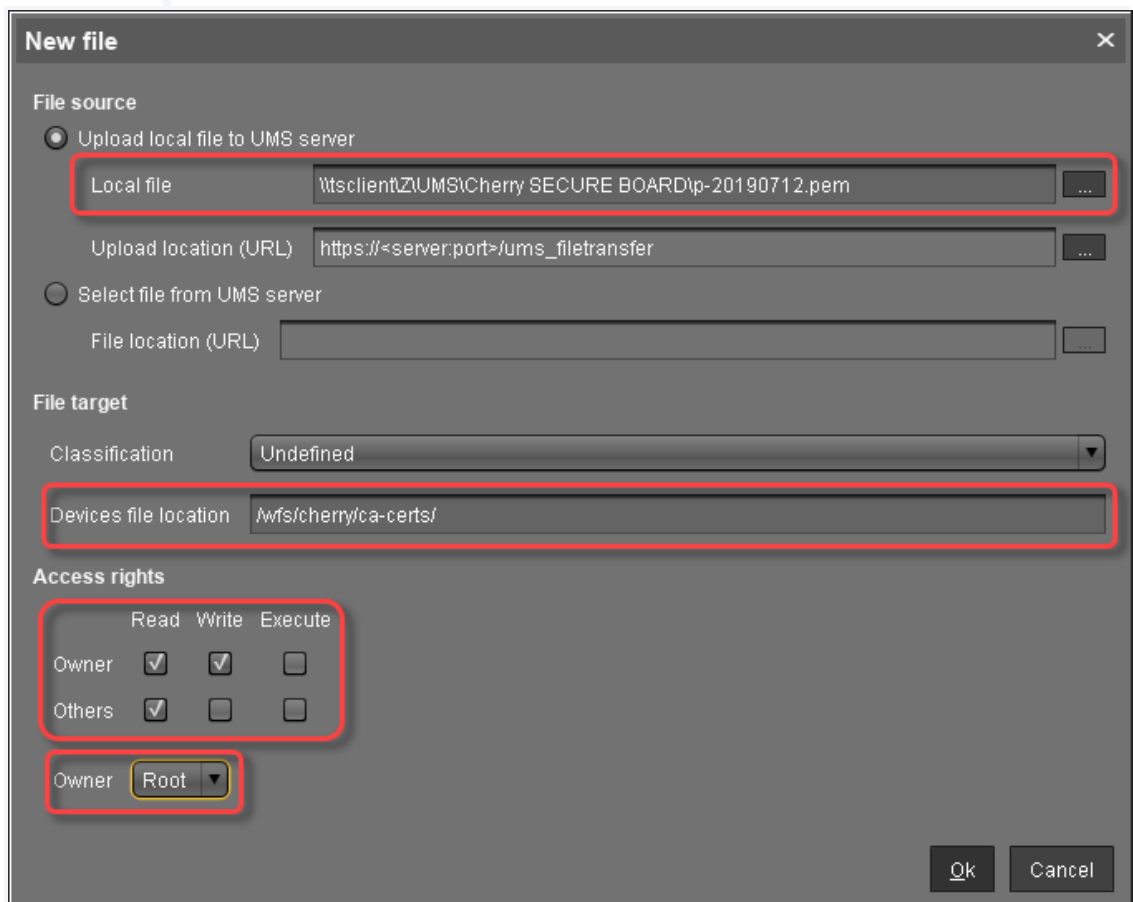 New file
File source
Upload local file to UMS server
Local file \\tsclient\Z\UMS\Cherry SECURE BOARD\p-20190712.pem ...
Upload location (URL) https://<server:port>/ums_filetransfer ...
Select file from UMS server
File location (URL) ...
File target
Classification Undefined
Devices file location /wfs/cherry/ca-certs/
Access rights
Read Write Execute
Owner
Others
Owner Root
Ok Cancel